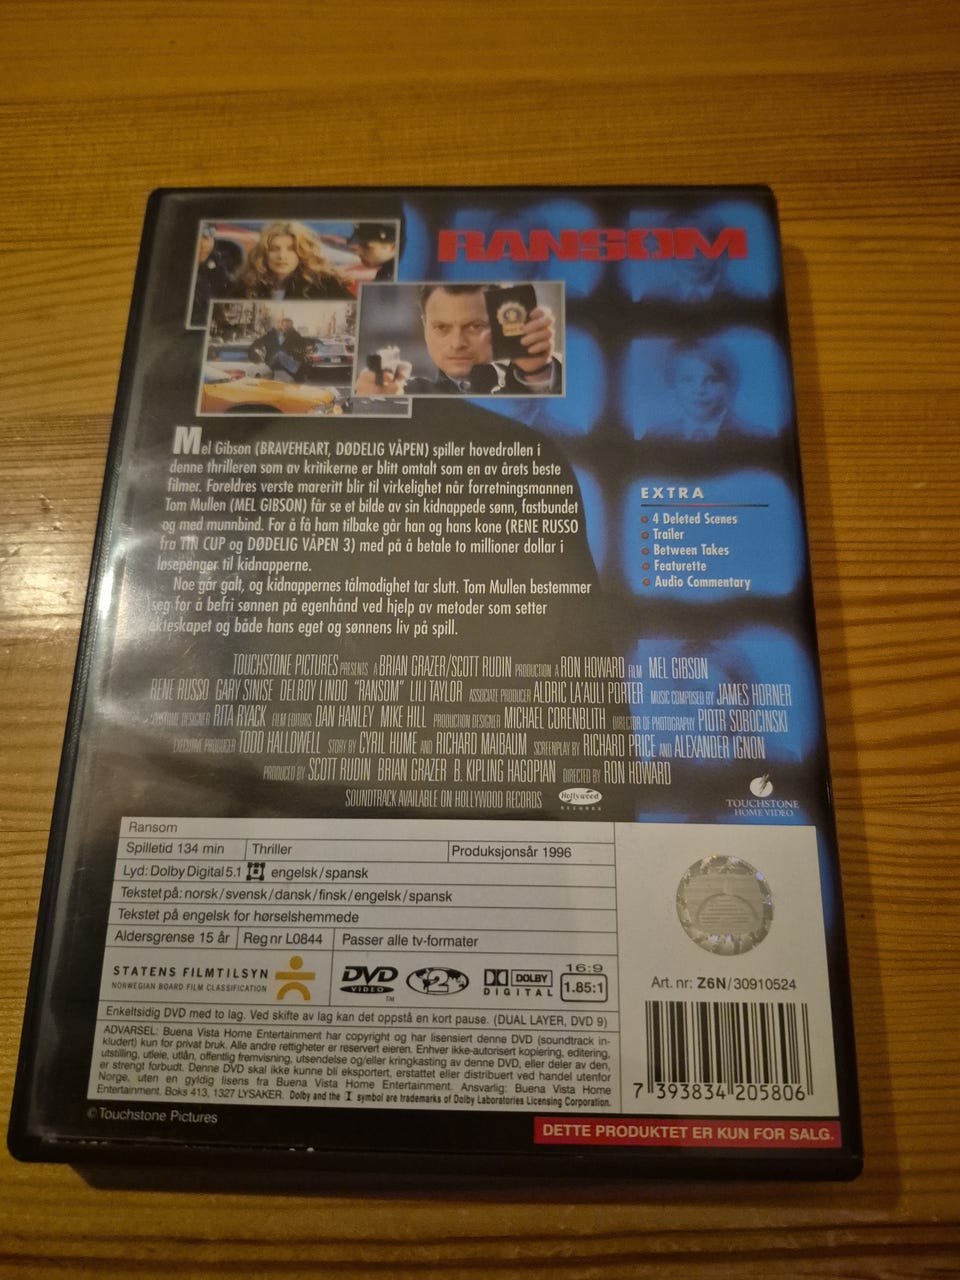 RANSOM
Mel Gibson (BRAVEHEART, DØDELIG VÅPEN) spiller hovedrollen i
denne thrilleren som av kritikerne er blitt omtalt som en av årets beste
filmer. Foreldres verste mareritt blir til virkelighet når forretningsmannen
Tom Mullen (MEL GIBSON) får se et bilde av sin kidnappede sønn, fastbundet
og med munnbind. For å få ham tilbake går han og hans kone (RENE RUSSO
fra TIN CUP og DØDELIG VÅPEN 3) med på å betale to millioner dollar i
løsepenger til kidnapperne.
Noe går galt, og kidnappernes tålmodighet tar slutt. Tom Mullen bestemmer
seg for å befri sønnen på egenhånd ved hjelp av metoder som setter
ekteskapet og både hans eget og sønnens liv på spill.
EXTRA
4 Deleted Scenes
Trailer
Between Takes
Featurette
Audio Commentary
TOUCHSTONE PICTURES PRESENTS A BRIAN GRAZER/SCOTT RUDIN PRODUCTION A RON HOWARD FILM MEL GIBSON
RENE RUSSO GARY SINISE DELROY LINDO "RANSOM" LILI TAYLOR ASSOCIATE PRODUCER ALDRIC LA'AULI PORTER MUSIC COMPOSED BY JAMES HORNER
COSTUME DESIGNER RITA RYACK FILM EDITORS DAN HANLEY MIKE HILL PRODUCTION DESIGNER MICHAEL CORENBLITH DIRECTOR OF PHOTOGRAPHY PIOTR SOBOCINSKI
EXECUTIVE PRODUCER TODD HALLOWELL STORY BY CYRIL HUME AND RICHARD MAIBAUM SCREENPLAY BY RICHARD PRICE AND ALEXANDER IGNON
PRODUCED BY SCOTT RUDIN BRIAN GRAZER B. KIPLING HAGOPIAN DIRECTED BY RON HOWARD
SOUNDTRACK AVAILABLE ON HOLLYWOOD RECORDS
Hollywood
RECORDS
TOUCHSTONE
HOME VIDEO
Ransom
Spilletid 134 min Thriller Produksjonsår 1996
Lyd: Dolby Digital 5.1 engelsk/spansk
Tekstet på: norsk/svensk/dansk/finsk/engelsk/spansk
Tekstet på engelsk for hørselshemmede
Aldersgrense 15 år Reg nr L0844 Passer alle tv-formater
STATENS FILMTILSYN
NORWEGIAN BOARD FILM CLASSIFICATION
DVD
VIDEO
TM
2
DOLBY
DIGITAL
16:9
1.85:1
Enkeltsidig DVD med to lag. Ved skifte av lag kan det oppstå en kort pause. (DUAL LAYER, DVD 9)
ADVARSEL: Buena Vista Home Entertainment har copyright og har lisensiert denne DVD (soundtrack in-
kludert) kun for privat bruk. Alle andre rettigheter er reservert eieren. Enhver ikke-autorisert kopiering, editering,
utstilling, utleie, utlån, offentlig fremvisning, utsendelse og/eller kringkasting av denne DVD, eller deler av den,
er strengt forbudt. Denne DVD skal ikke kunne bli eksportert, erstattet eller distribuert ved handel utenfor
Norge, uten en gyldig lisens fra Buena Vista Home Entertainment. Ansvarlig: Buena Vista Home
Entertainment. Boks 413, 1327 LYSAKER. Dolby and the symbol are trademarks of Dolby Laboratories Licensing Corporation.
Art. nr: Z6N/30910524
7 393834 205806
© Touchstone Pictures
DETTE PRODUKTET ER KUN FOR SALG.